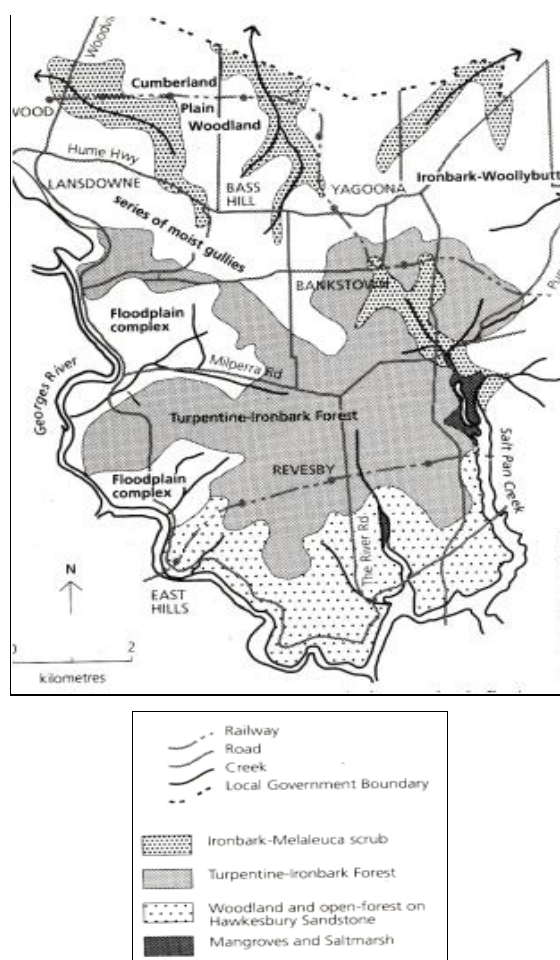 Woodvi
Cumberland
Plain
Woodland
WOOD
Hume Hwy
LANSDOWNE
BASS
HILL
YAGOONA
Ironbark-Woollybutt
series of moist gullies
BANKSTOWN
Floodplain
complex
Georges River
Milperra Rd
Turpentine-Ironbark Forest
Salt Pan Creek
REVESBY
Floodplain
complex
The River Rd
N
EAST
HILLS
0 2
kilometres
Railway
Road
Creek
Local Government Boundary
Ironbark-Melaleuca scrub
Turpentine-Ironbark Forest
Woodland and open-forest on
Hawkesbury Sandstone
Mangroves and Saltmarsh